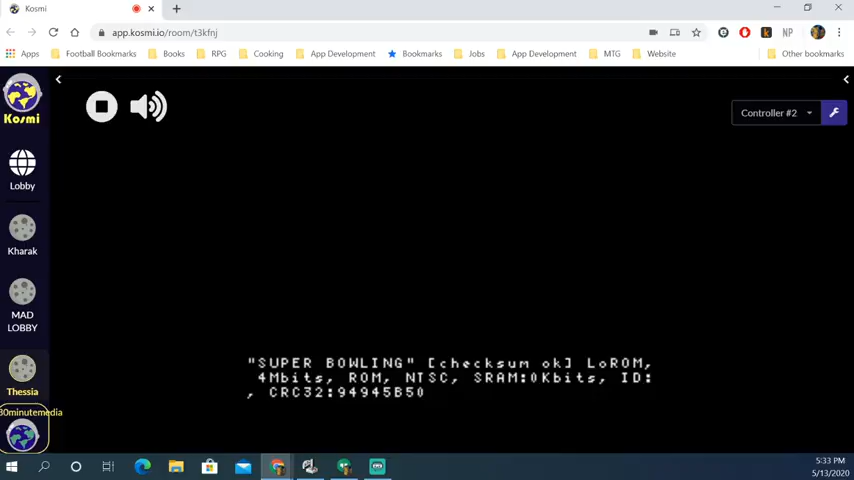 Kosmi
app.kosmi.io/room/t3kfnj
NP
Apps Football Bookmarks Books RPG Cooking App Development Bookmarks Jobs App Development MTG Website Other bookmarks
Kosmi
Controller #2
Lobby
Kharak
MAD
LOBBY
Thessia
30minutemedia
"SUPER BOWLING" [checksum ok] LoROM,
4Mbits, ROM, NTSC, SRAM:0Kbits, ID:
, CRC32:94945B50
5:33 PM
5/13/2020